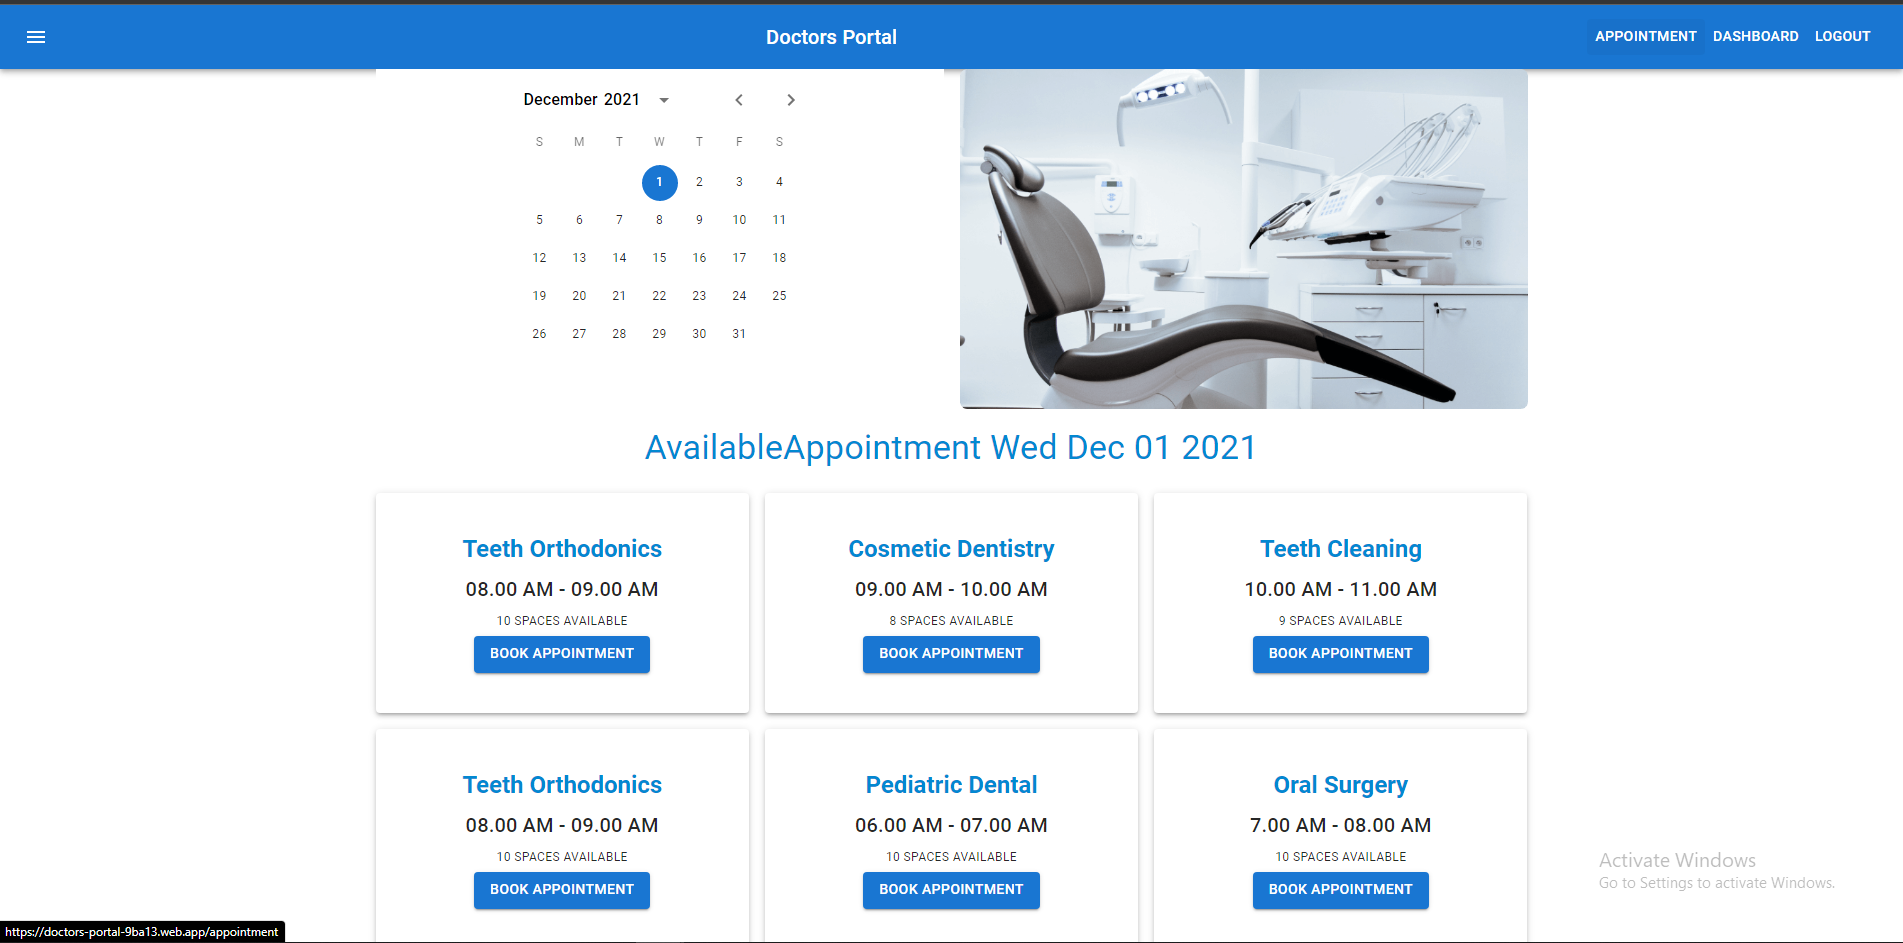 Doctors Portal
APPOINTMENT DASHBOARD LOGOUT
December 2021
S M T W T F S
1 2 3 4
5 6 7 8 9 10 11
12 13 14 15 16 17 18
19 20 21 22 23 24 25
26 27 28 29 30 31
AvailableAppointment Wed Dec 01 2021
Teeth Orthodonics
08.00 AM - 09.00 AM
10 SPACES AVAILABLE
BOOK APPOINTMENT
Cosmetic Dentistry
09.00 AM - 10.00 AM
8 SPACES AVAILABLE
BOOK APPOINTMENT
Teeth Cleaning
10.00 AM - 11.00 AM
9 SPACES AVAILABLE
BOOK APPOINTMENT
Teeth Orthodonics
08.00 AM - 09.00 AM
10 SPACES AVAILABLE
BOOK APPOINTMENT
Pediatric Dental
06.00 AM - 07.00 AM
10 SPACES AVAILABLE
BOOK APPOINTMENT
Oral Surgery
7.00 AM - 08.00 AM
10 SPACES AVAILABLE
BOOK APPOINTMENT
Activate Windows
Go to Settings to activate Windows.
https://doctors-portal-9ba13.web.app/appointment